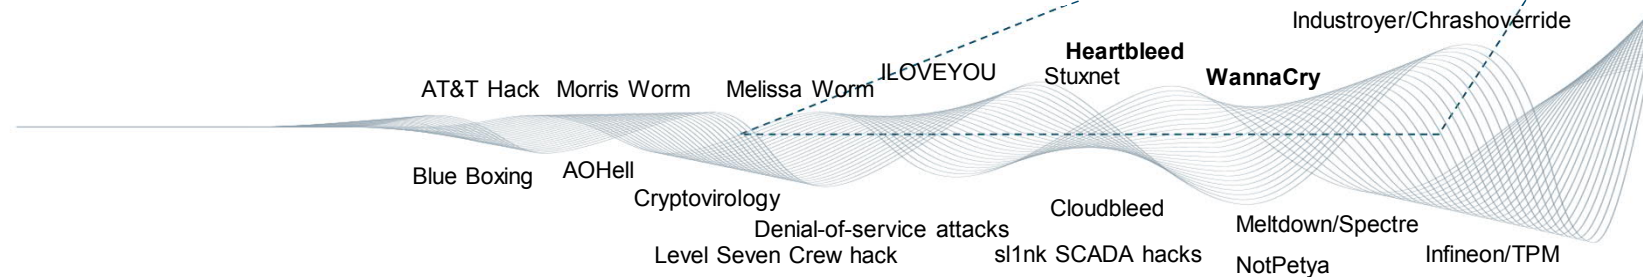 Industroyer/Chrashoverride
Heartbleed
ILOVEYOU
Stuxnet
WannaCry
AT&T Hack
Morris Worm
Melissa Worm
Blue Boxing
AOHell
Cryptovirology
Denial-of-service attacks
Level Seven Crew hack
Cloudbleed
sl1nk SCADA hacks
Meltdown/Spectre
NotPetya
Infineon/TPM